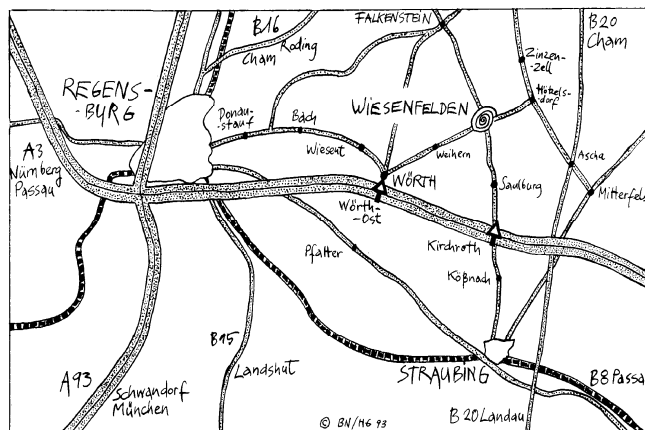 B16
Roding
Cham
FALKENSTEIN
B20
Cham
Zinzen-
-zell
Hötzels-
-dorf
REGENS-
-BURG
Donau-
-stauf
Bach
Wiesent
WIESENFELDEN
Weihern
Ascha
A3
Nürnberg
Passau
WÖRTH
Wörth-
-Ost
Saulburg
Mitterfels
Pfatter
Kirchroth
Kößnach
B15
Landshut
STRAUBING
A93
Schwandorf
München
B8 Passa
B20 Landau
© BN/HG 93